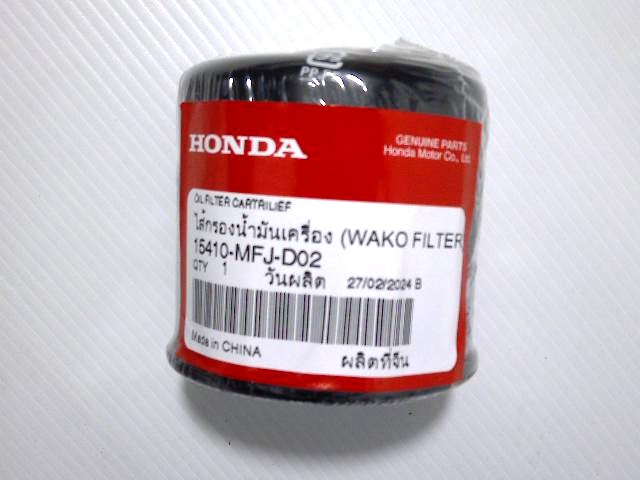 PP
HONDA
GENUINE PARTS
Honda Motor Co., Ltd.
OIL FILTER CARTRILIEF
ไส้กรองน้ำมันเครื่อง (WAKO FILTER
15410-MFJ-D02
QTY 1 วันผลิต 27/02/2024 B
Made in CHINA ผลิตที่จีน